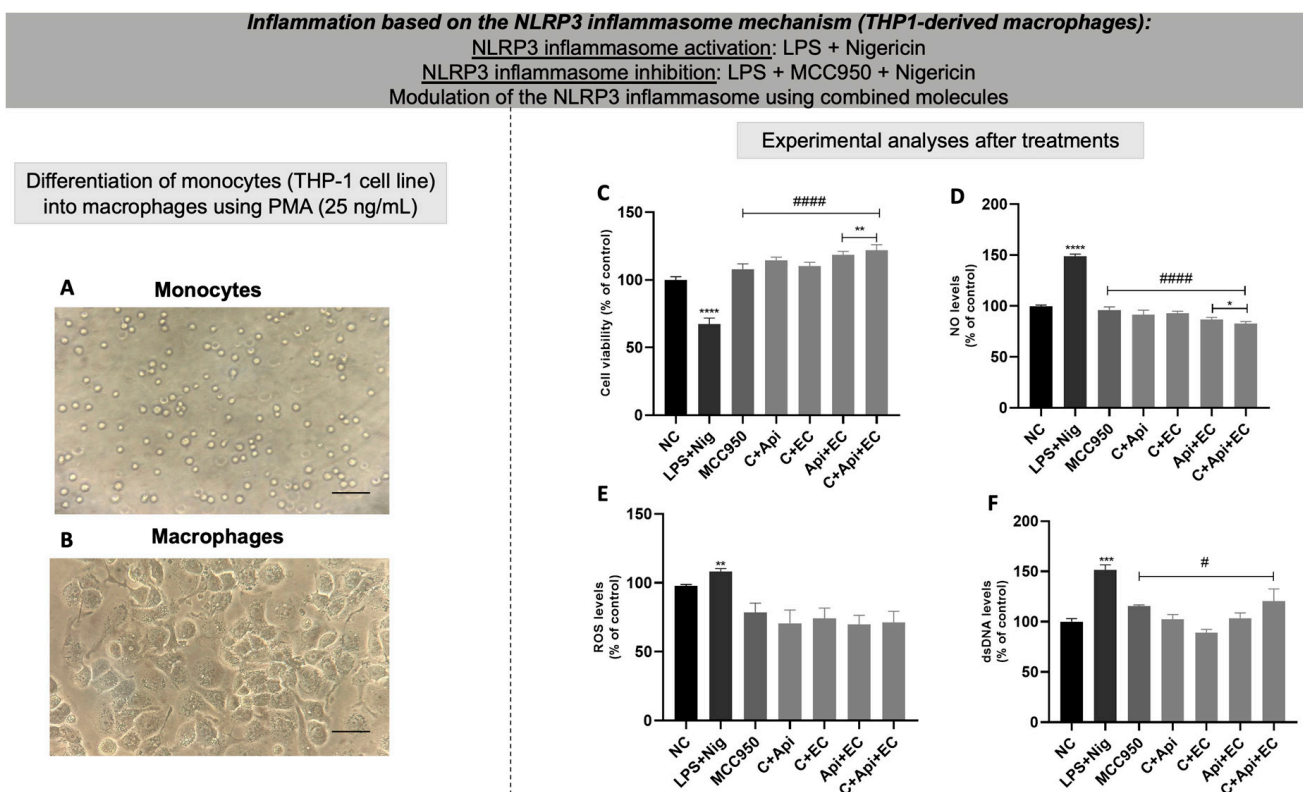 Inflammation based on the NLRP3 inflammasome mechanism (THP1-derived macrophages):
NLRP3 inflammasome activation: LPS + Nigericin
NLRP3 inflammasome inhibition: LPS + MCC950 + Nigericin
Modulation of the NLRP3 inflammasome using combined molecules
Differentiation of monocytes (THP-1 cell line)
into macrophages using PMA (25 ng/mL)
A
Monocytes
B
Macrophages
Experimental analyses after treatments
C
Cell viability (% of control)
150
100
50
0
****
####
**
NC
LPS+Nig
MCC950
C+Api
C+EC
Api+EC
C+Api+EC
D
NO levels
(% of control)
200
150
100
50
0
****
####
*
NC
LPS+Nig
MCC950
C+Api
C+EC
Api+EC
C+Api+EC
E
ROS levels
(% of control)
150
100
50
0
**
NC
LPS+Nig
MCC950
C+Api
C+EC
Api+EC
C+Api+EC
F
dsDNA levels
(% of control)
200
150
100
50
0
***
#
NC
LPS+Nig
MCC950
C+Api
C+EC
Api+EC
C+Api+EC